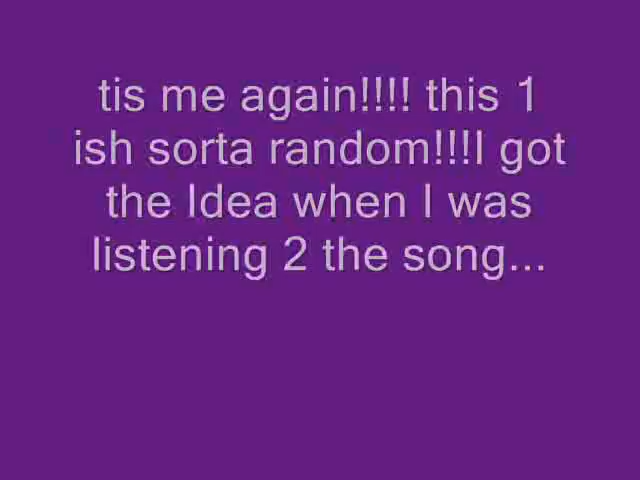 tis me again!!!! this 1
ish sorta random!!!I got
the Idea when I was
listening 2 the song...